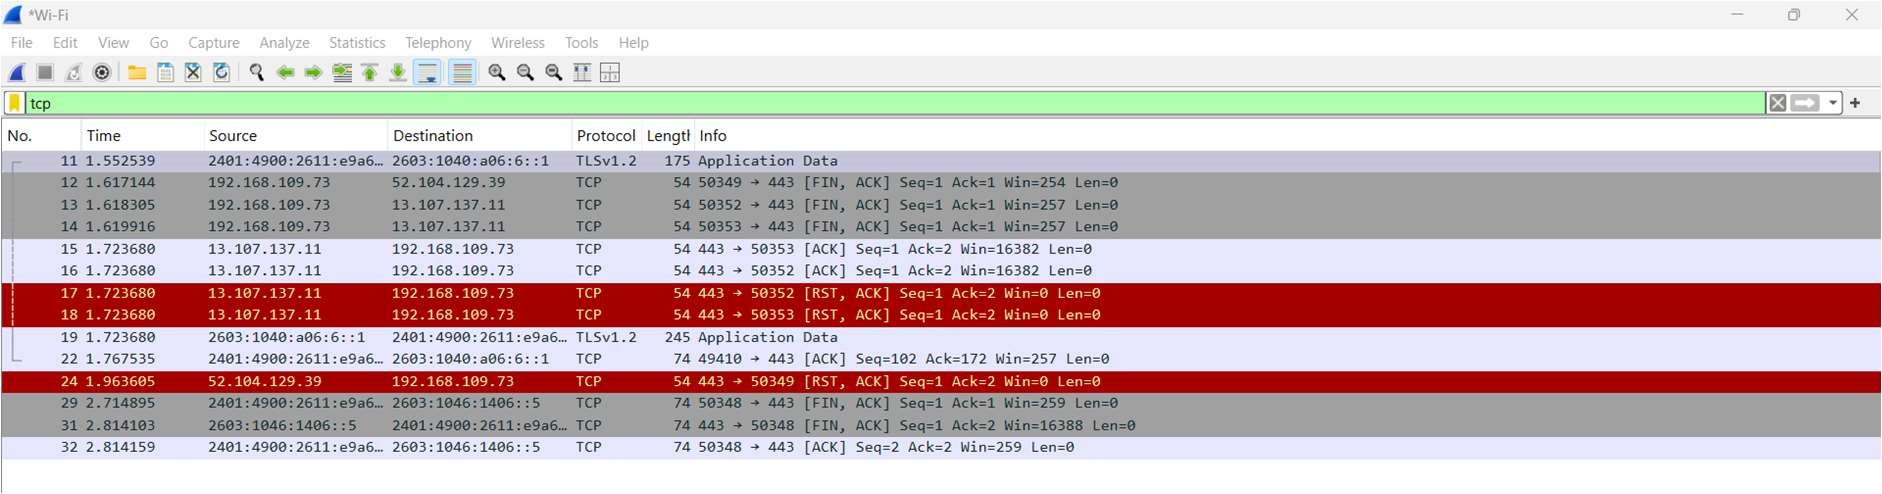 *Wi-Fi
File Edit View Go Capture Analyze Statistics Telephony Wireless Tools Help
tcp
No. Time Source Destination Protocol Length Info
11 1.552539 2401:4900:2611:e9a6… 2603:1040:a06:6::1 TLSv1.2 175 Application Data
12 1.617144 192.168.109.73 52.104.129.39 TCP 54 50349 → 443 [FIN, ACK] Seq=1 Ack=1 Win=254 Len=0
13 1.618305 192.168.109.73 13.107.137.11 TCP 54 50352 → 443 [FIN, ACK] Seq=1 Ack=1 Win=257 Len=0
14 1.619916 192.168.109.73 13.107.137.11 TCP 54 50353 → 443 [FIN, ACK] Seq=1 Ack=1 Win=257 Len=0
15 1.723680 13.107.137.11 192.168.109.73 TCP 54 443 → 50353 [ACK] Seq=1 Ack=2 Win=16382 Len=0
16 1.723680 13.107.137.11 192.168.109.73 TCP 54 443 → 50352 [ACK] Seq=1 Ack=2 Win=16382 Len=0
17 1.723680 13.107.137.11 192.168.109.73 TCP 54 443 → 50352 [RST, ACK] Seq=1 Ack=2 Win=0 Len=0
18 1.723680 13.107.137.11 192.168.109.73 TCP 54 443 → 50353 [RST, ACK] Seq=1 Ack=2 Win=0 Len=0
19 1.723680 2603:1040:a06:6::1 2401:4900:2611:e9a6… TLSv1.2 245 Application Data
22 1.767535 2401:4900:2611:e9a6… 2603:1040:a06:6::1 TCP 74 49410 → 443 [ACK] Seq=102 Ack=172 Win=257 Len=0
24 1.963605 52.104.129.39 192.168.109.73 TCP 54 443 → 50349 [RST, ACK] Seq=1 Ack=2 Win=0 Len=0
29 2.714895 2401:4900:2611:e9a6… 2603:1046:1406::5 TCP 74 50348 → 443 [FIN, ACK] Seq=1 Ack=1 Win=259 Len=0
31 2.814103 2603:1046:1406::5 2401:4900:2611:e9a6… TCP 74 443 → 50348 [FIN, ACK] Seq=1 Ack=2 Win=16388 Len=0
32 2.814159 2401:4900:2611:e9a6… 2603:1046:1406::5 TCP 74 50348 → 443 [ACK] Seq=2 Ack=2 Win=259 Len=0